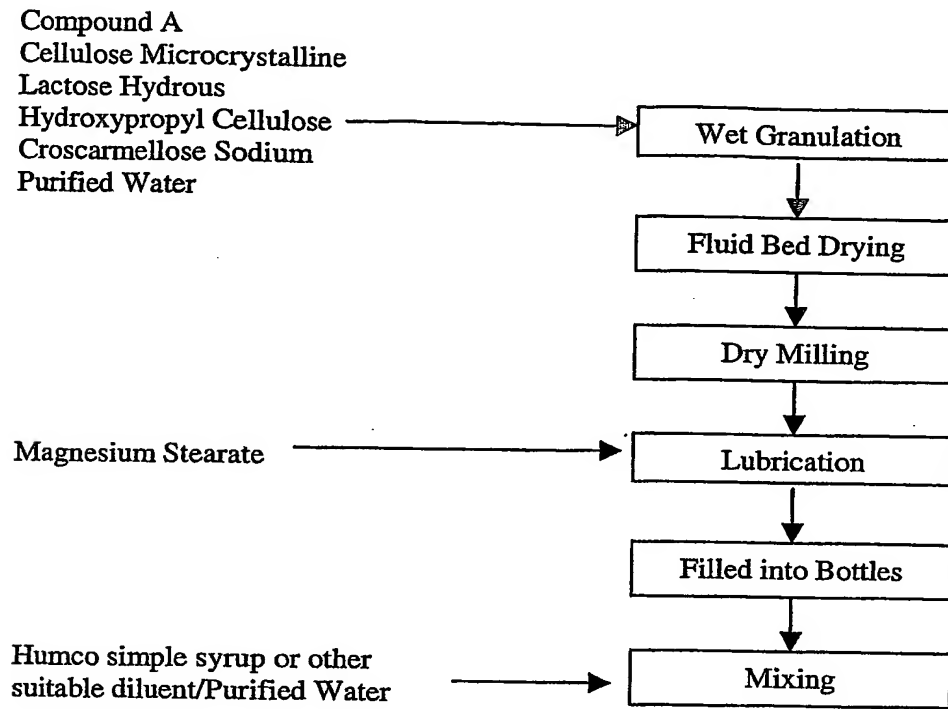 Compound A
Cellulose Microcrystalline
Lactose Hydrous
Hydroxypropyl Cellulose
Croscarmellose Sodium
Purified Water
Wet Granulation
Fluid Bed Drying
Dry Milling
Magnesium Stearate
Lubrication
Filled into Bottles
Humco simple syrup or other
suitable diluent/Purified Water
Mixing